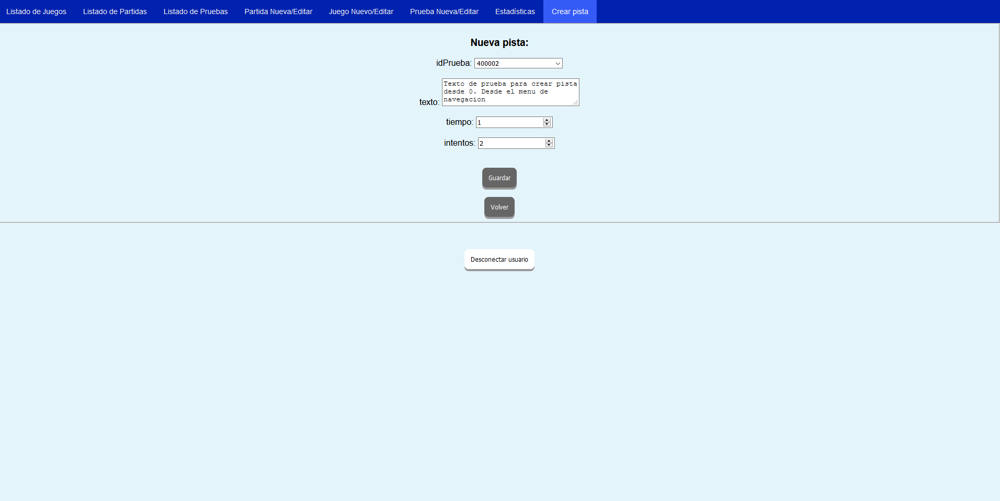 Listado de Juegos Listado de Partidas Listado de Pruebas Partida Nueva/Editar Juego Nuevo/Editar Prueba Nueva/Editar Estadísticas Crear pista
Nueva pista:
idPrueba: 400002
Texto de prueba para crear pista
desde 0. Desde el menu de
navegacion
texto:
tiempo: 1
intentos: 2
Guardar
Volver
Desconectar usuario